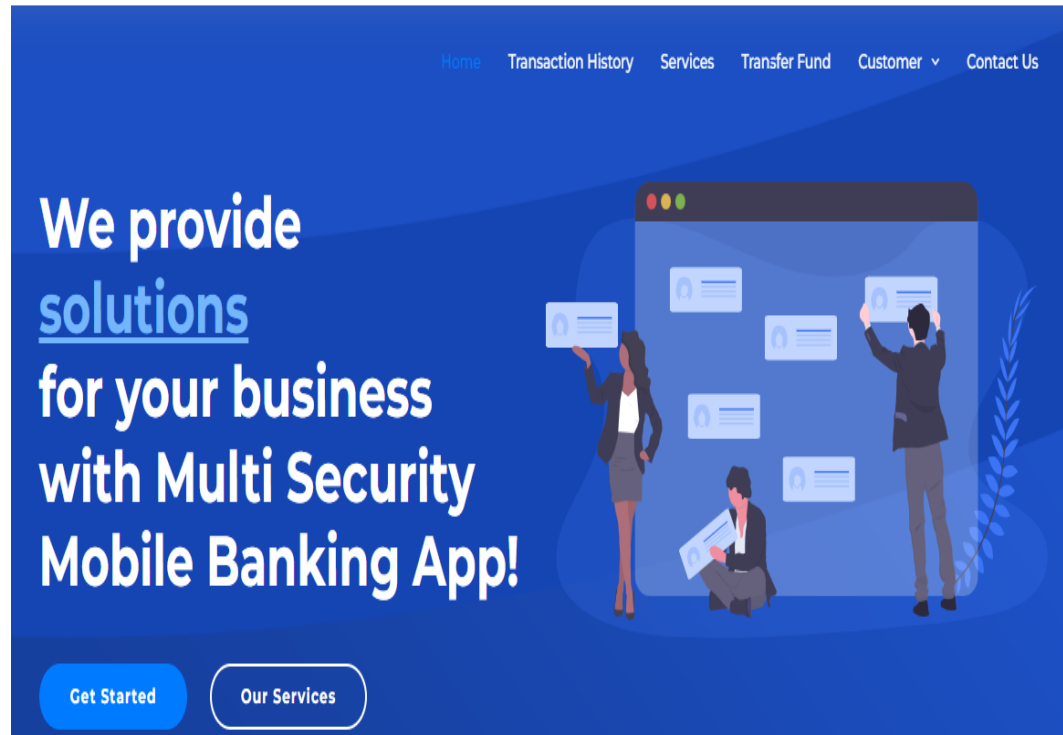 Home Transaction History Services Transfer Fund Customer Contact Us
We provide
solutions
for your business
with Multi Security
Mobile Banking App!
Get Started Our Services